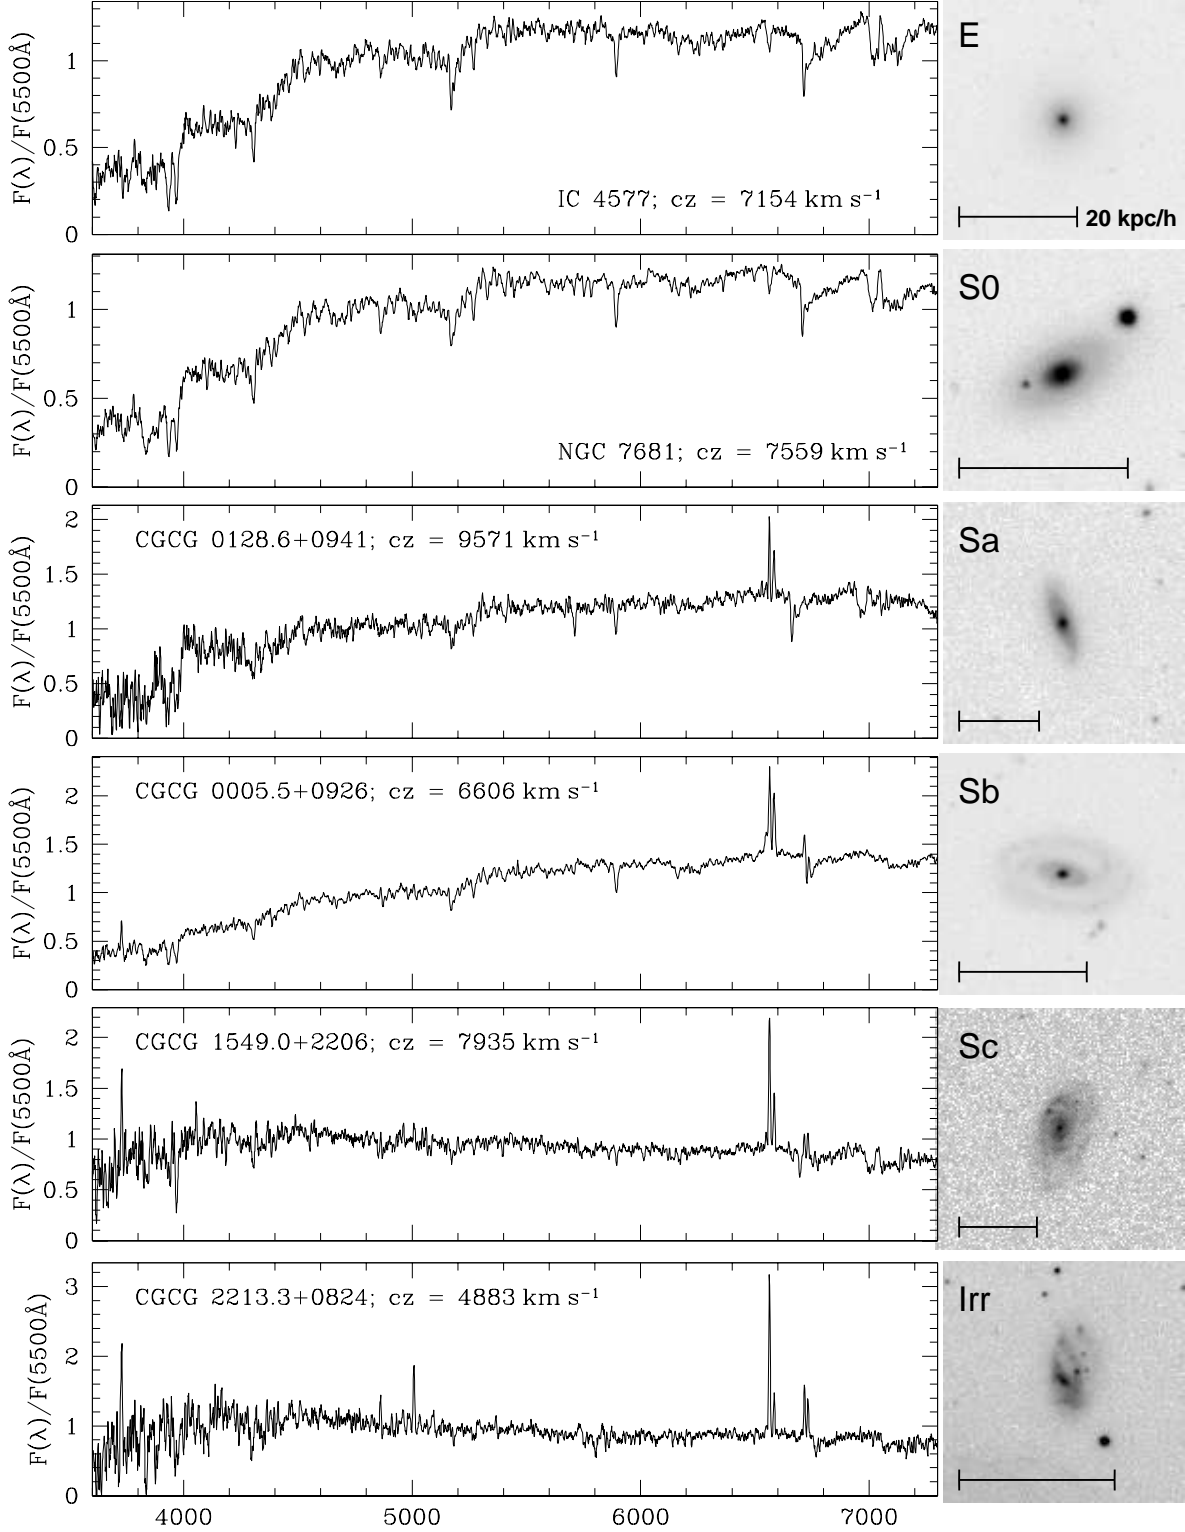 F(λ)/F(5500Å)
1
0.5
0
IC 4577; cz = 7154 km s⁻¹
E
20 kpc/h
F(λ)/F(5500Å)
1
0.5
0
NGC 7681; cz = 7559 km s⁻¹
S0
F(λ)/F(5500Å)
2
1.5
1
0.5
0
CGCG 0128.6+0941; cz = 9571 km s⁻¹
Sa
F(λ)/F(5500Å)
2
1.5
1
0.5
0
CGCG 0005.5+0926; cz = 6606 km s⁻¹
Sb
F(λ)/F(5500Å)
2
1.5
1
0.5
0
CGCG 1549.0+2206; cz = 7935 km s⁻¹
Sc
F(λ)/F(5500Å)
3
2
1
0
CGCG 2213.3+0824; cz = 4883 km s⁻¹
Irr
4000 5000 6000 7000